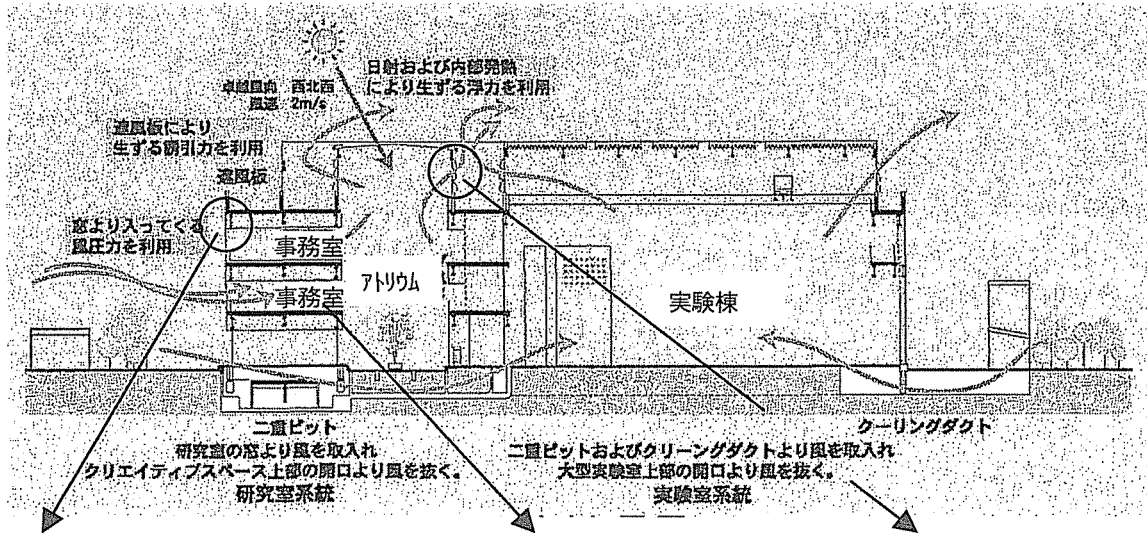 日射および内部発熱
により生ずる浮力を利用
卓越風向 西北西
風速 2m/s
遮風板により
生ずる誘引力を利用
遮風板
窓より入ってくる
風圧力を利用
事務室
アトリウム
事務室
実験棟
二重ピット
クーリングダクト
研究室の窓より風を取入れ
クリエイティブスペース上部の開口より風を抜く。
研究室系統
二重ピットおよびクリーングダクトより風を取入れ
大型実験室上部の開口より風を抜く。
実験室系統